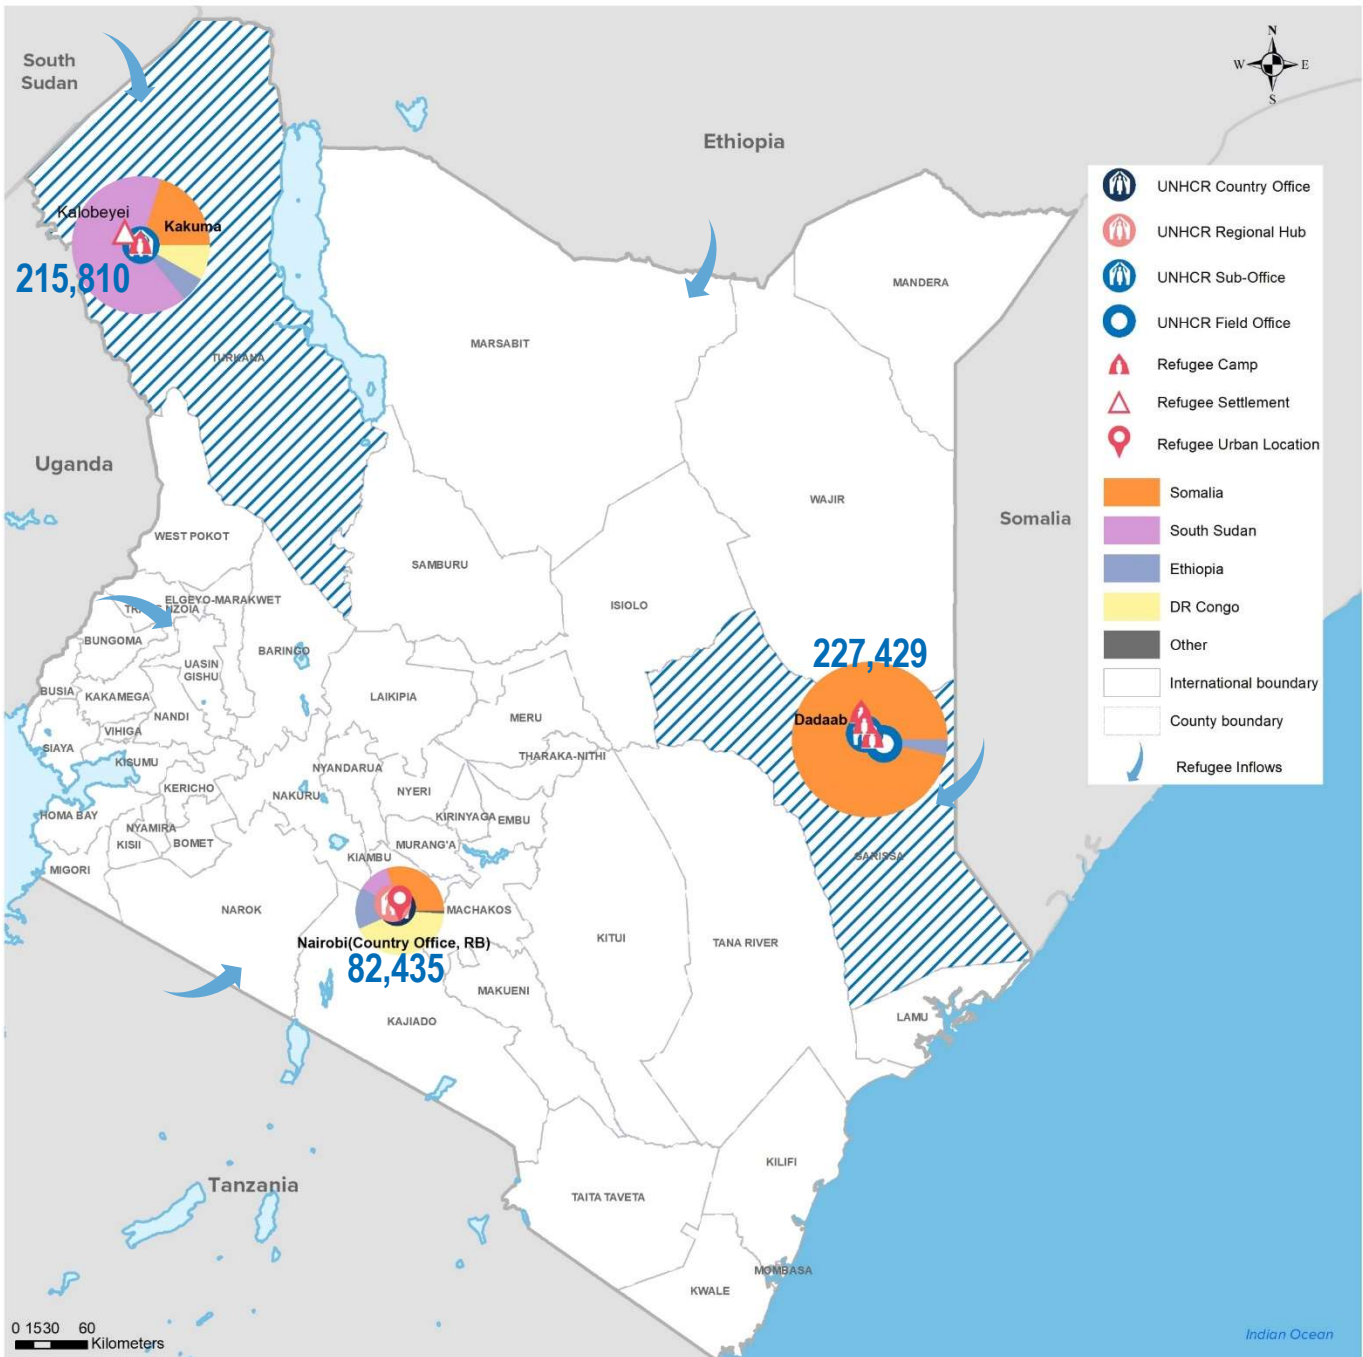 South
Sudan
Ethiopia
N
W E
S
Kalobeyei
Kakuma
215,810
TURKANA
MARSABIT
MANDERA
Uganda
WAJIR
Somalia
WEST POKOT
SAMBURU
ISIOLO
ELGEYO-MARAKWET
TRANS NZOIA
BUNGOMA
UASIN
GISHU
BARINGO
227,429
BUSIA
KAKAMEGA
LAIKIPIA
Dadaab
NANDI
MERU
VIHIGA
SIAYA
KISUMU
THARAKA-NITHI
NYANDARUA
KERICHO
NAKURU
NYERI
HOMA BAY
KIRINYAGA
EMBU
NYAMIRA
KISII
BOMET
MURANG'A
KIAMBU
GARISSA
MIGORI
NAROK
MACHAKOS
Nairobi(Country Office, RB)
82,435
KITUI
TANA RIVER
MAKUENI
KAJIADO
LAMU
KILIFI
Tanzania
TAITA TAVETA
MOMBASA
KWALE
Indian Ocean
0 1530 60
Kilometers
UNHCR Country Office
UNHCR Regional Hub
UNHCR Sub-Office
UNHCR Field Office
Refugee Camp
Refugee Settlement
Refugee Urban Location
Somalia
South Sudan
Ethiopia
DR Congo
Other
International boundary
County boundary
Refugee Inflows